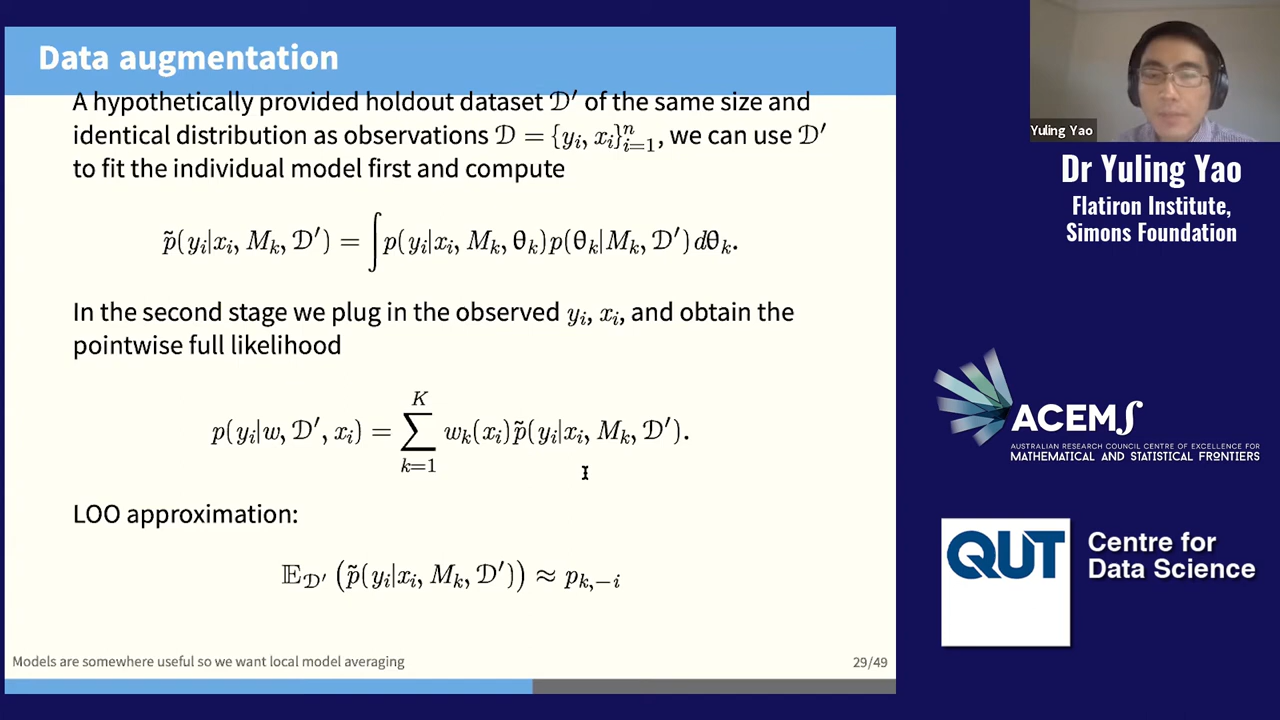 Data augmentation
A hypothetically provided holdout dataset 𝒟′ of the same size and
identical distribution as observations 𝒟 = {yᵢ, xᵢ}ⁿᵢ₌₁, we can use 𝒟′
to fit the individual model first and compute
p̃(yᵢ|xᵢ, Mₖ, 𝒟′) = ∫ p(yᵢ|xᵢ, Mₖ, θₖ)p(θₖ|Mₖ, 𝒟′)dθₖ.
In the second stage we plug in the observed yᵢ, xᵢ, and obtain the
pointwise full likelihood
p(yᵢ|w, 𝒟′, xᵢ) = ∑ₖ₌₁ᴷ wₖ(xᵢ)p̃(yᵢ|xᵢ, Mₖ, 𝒟′).
LOO approximation:
𝔼_𝒟′ (p̃(yᵢ|xᵢ, Mₖ, 𝒟′)) ≈ pₖ,₋ᵢ
Models are somewhere useful so we want local model averaging
29/49
Yuling Yao
Dr Yuling Yao
Flatiron Institute,
Simons Foundation
ACEMS
AUSTRALIAN RESEARCH COUNCIL CENTRE OF EXCELLENCE FOR
MATHEMATICAL AND STATISTICAL FRONTIERS
QUT
Centre for
Data Science